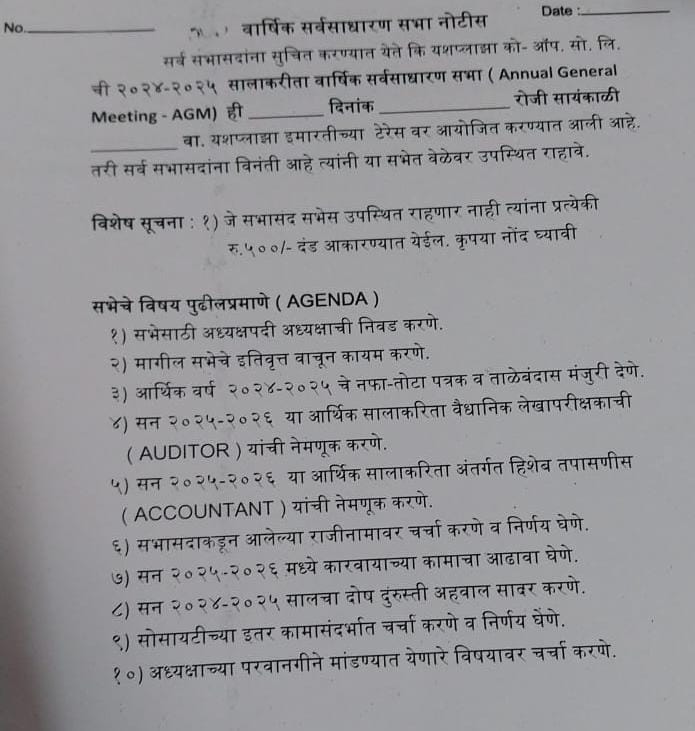 No.____________ Date :____________
वार्षिक सर्वसाधारण सभा नोटीस
सर्व सभासदांना सुचित करण्यात येते कि यशप्लाझा को- ऑप. सो. लि.
ची २०२४-२०२५ सालाकरीता वार्षिक सर्वसाधारण सभा ( Annual General
Meeting - AGM) ही ________ दिनांक ____________ रोजी सायंकाळी
________ वा. यशप्लाझा इमारतीच्या टेरेस वर आयोजित करण्यात आली आहे.
तरी सर्व सभासदांना विनंती आहे त्यांनी या सभेत वेळेवर उपस्थित राहावे.
विशेष सूचना : १) जे सभासद सभेस उपस्थित राहणार नाही त्यांना प्रत्येकी
रु.५००/- दंड आकारण्यात येईल. कृपया नोंद घ्यावी
सभेचे विषय पुढीलप्रमाणे ( AGENDA )
१) सभेसाठी अध्यक्षपदी अध्यक्षाची निवड करणे.
२) मागील सभेचे इतिवृत्त वाचून कायम करणे.
३) आर्थिक वर्ष २०२४-२०२५ चे नफा-तोटा पत्रक व ताळेबंदास मंजुरी देणे.
४) सन २०२५-२०२६ या आर्थिक सालाकरिता वैधानिक लेखापरीक्षकाची
( AUDITOR ) यांची नेमणूक करणे.
५) सन २०२५-२०२६ या आर्थिक सालाकरिता अंतर्गत हिशेब तपासणीस
( ACCOUNTANT ) यांची नेमणूक करणे.
६) सभासदाकडून आलेल्या राजीनामावर चर्चा करणे व निर्णय घेणे.
७) सन २०२५-२०२६ मध्ये कारवायाच्या कामाचा आढावा घेणे.
८) सन २०२४-२०२५ सालचा दोष दुरुस्ती अहवाल सादर करणे.
९) सोसायटीच्या इतर कामासंदर्भात चर्चा करणे व निर्णय घेणे.
१०) अध्यक्षाच्या परवानगीने मांडण्यात येणारे विषयावर चर्चा करणे.